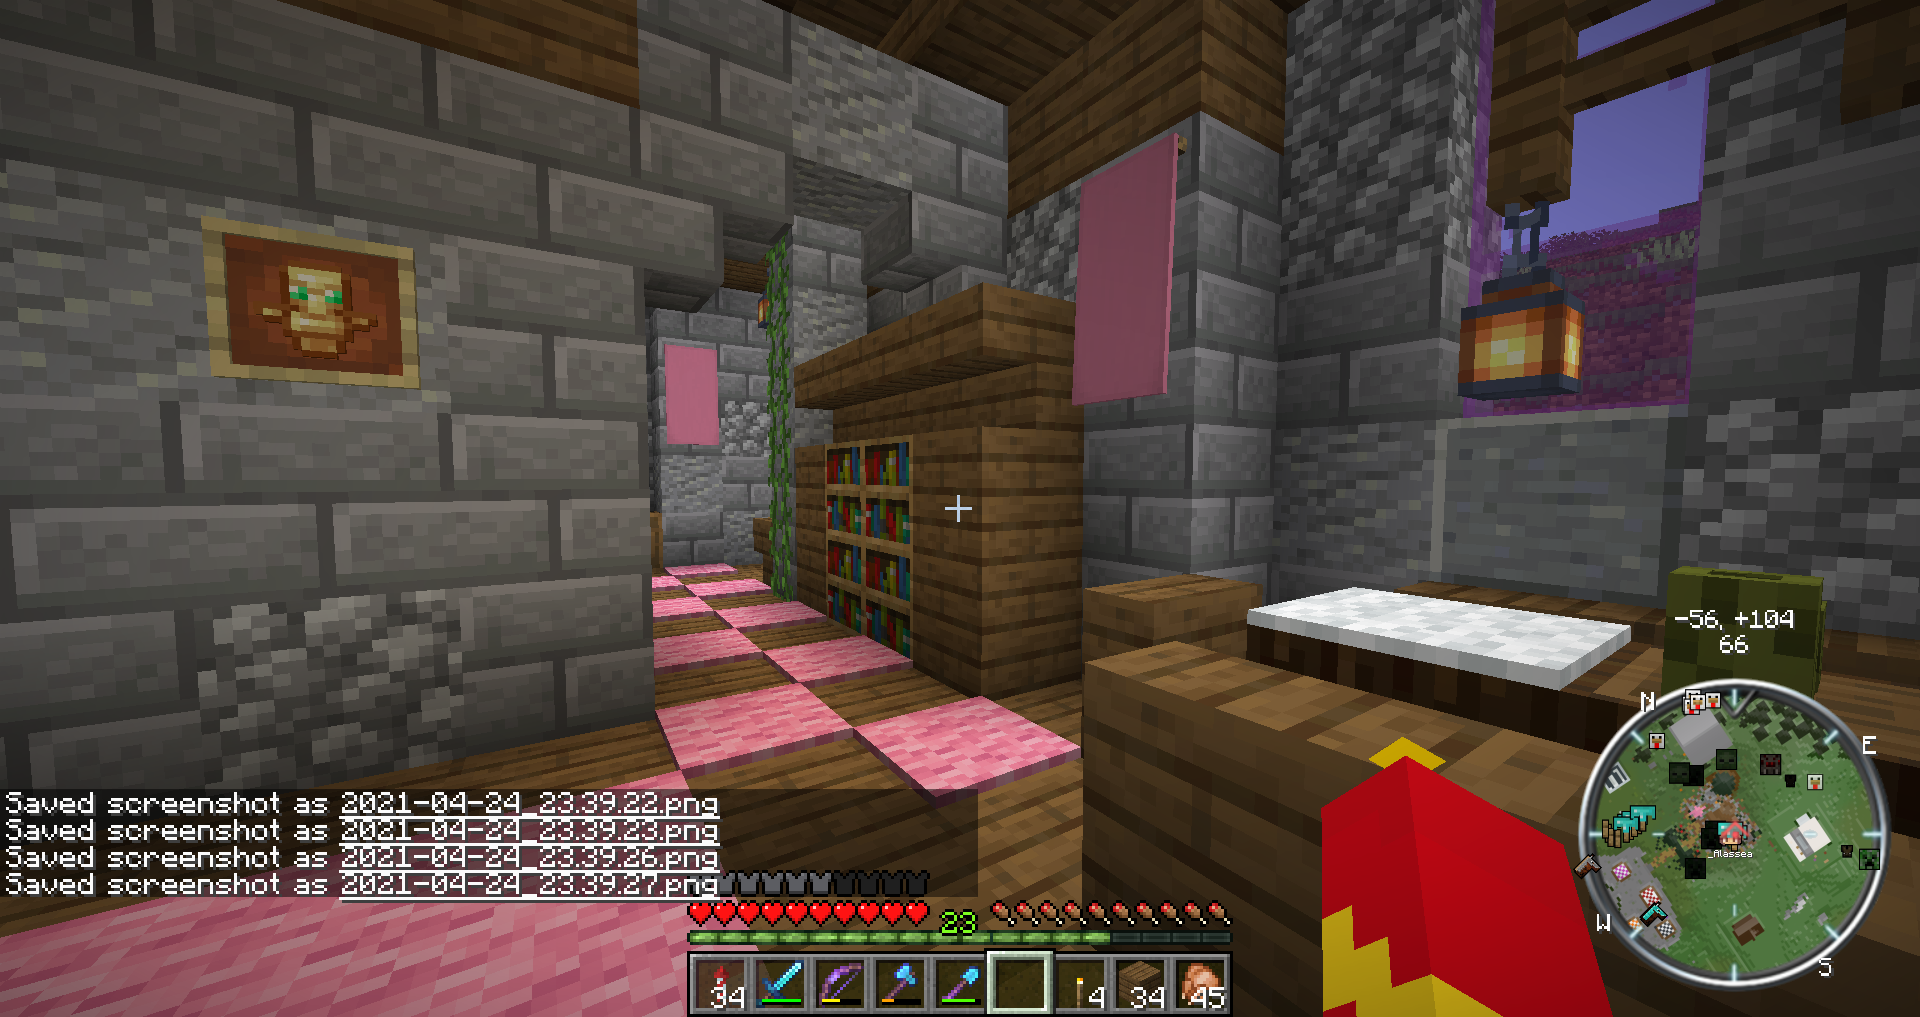 -56, +104
66
N
E
_Alassea
W
S
Saved screenshot as 2021-04-24_23.39.22.png
Saved screenshot as 2021-04-24_23.39.23.png
Saved screenshot as 2021-04-24_23.39.26.png
Saved screenshot as 2021-04-24_23.39.27.png
23
34
4
34
45